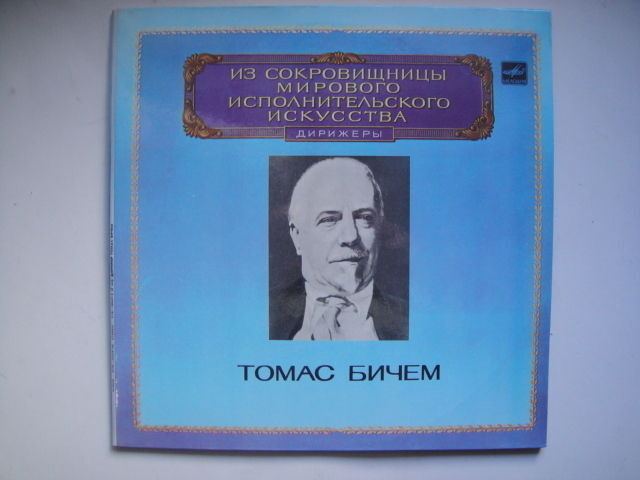 ИЗ СОКРОВИЩНИЦЫ
МИРОВОГО
ИСПОЛНИТЕЛЬСКОГО
ИСКУССТВА
ДИРИЖЕРЫ
ТОМАС БИЧЕМ